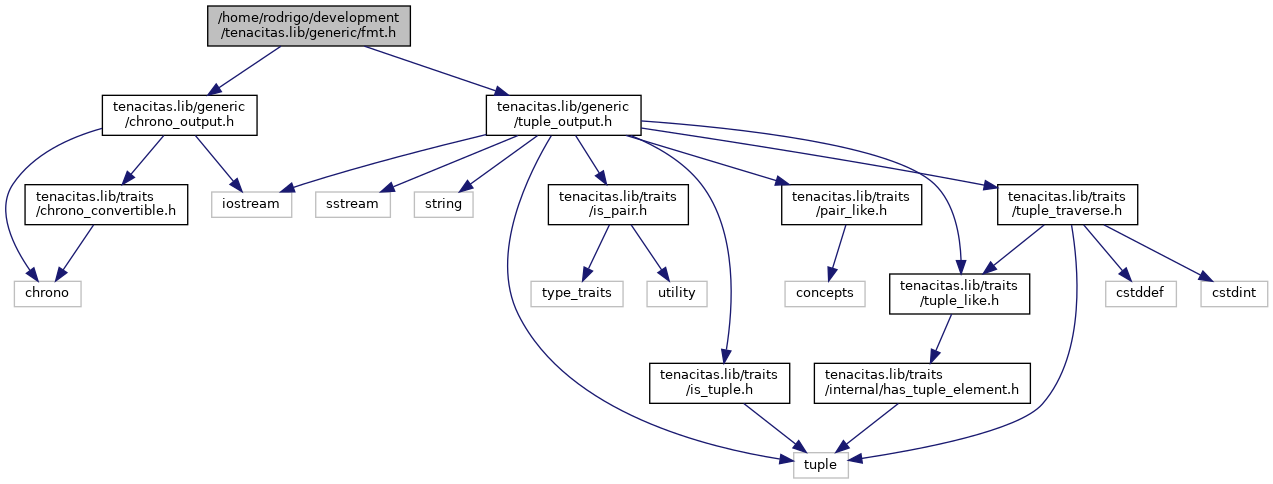 /home/rodrigo/development
/tenacitas.lib/generic/fmt.h
tenacitas.lib/generic
/chrono_output.h
tenacitas.lib/generic
/tuple_output.h
tenacitas.lib/traits
/chrono_convertible.h
iostream
sstream
string
tenacitas.lib/traits
/is_pair.h
tenacitas.lib/traits
/pair_like.h
tenacitas.lib/traits
/tuple_traverse.h
chrono
type_traits
utility
concepts
tenacitas.lib/traits
/tuple_like.h
cstddef
cstdint
tenacitas.lib/traits
/is_tuple.h
tenacitas.lib/traits
/internal/has_tuple_element.h
tuple